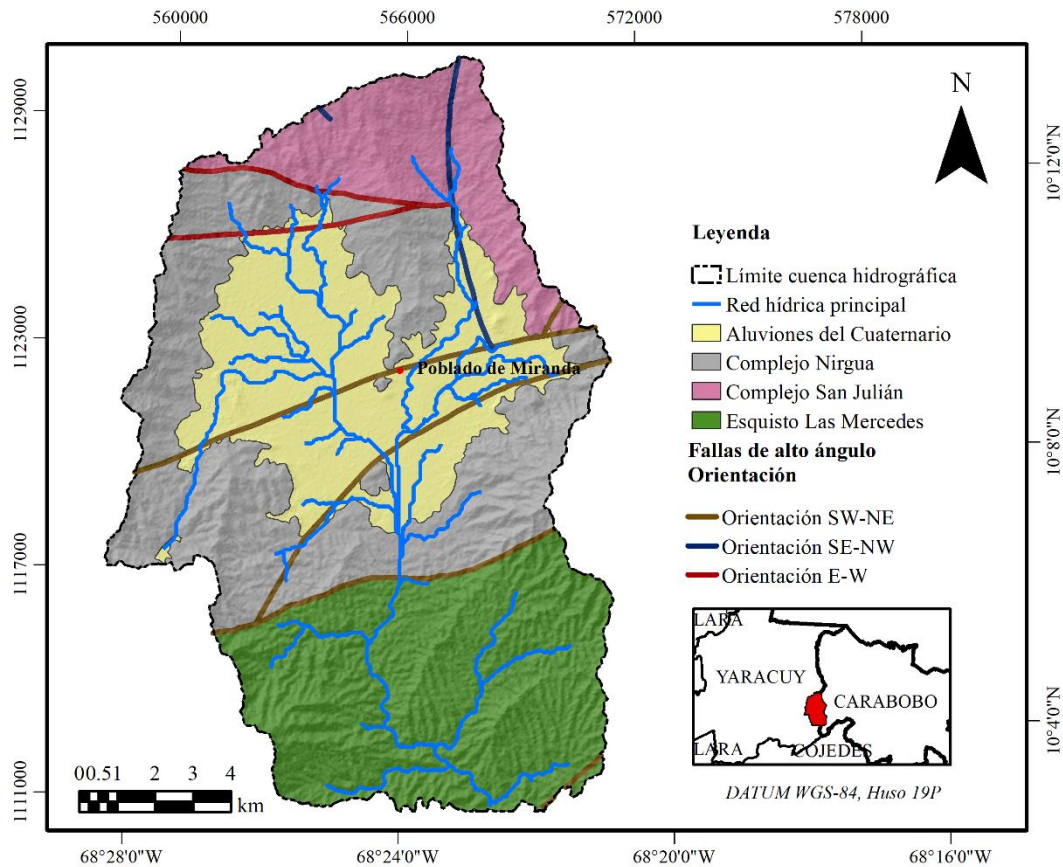 560000 566000 572000 578000
1129000
1123000
1117000
1111000
10°12'0"N
10°8'0"N
10°4'0"N
N
Poblado de Miranda
Leyenda
Límite cuenca hidrográfica
Red hídrica principal
Aluviones del Cuaternario
Complejo Nirgua
Complejo San Julián
Esquisto Las Mercedes
Fallas de alto ángulo
Orientación
Orientación SW-NE
Orientación SE-NW
Orientación E-W
LARA
YARACUY
CARABOBO
LARA
COJEDES
DATUM WGS-84, Huso 19P
00.51 2 3 4
km
68°28'0"W 68°24'0"W 68°20'0"W 68°16'0"W